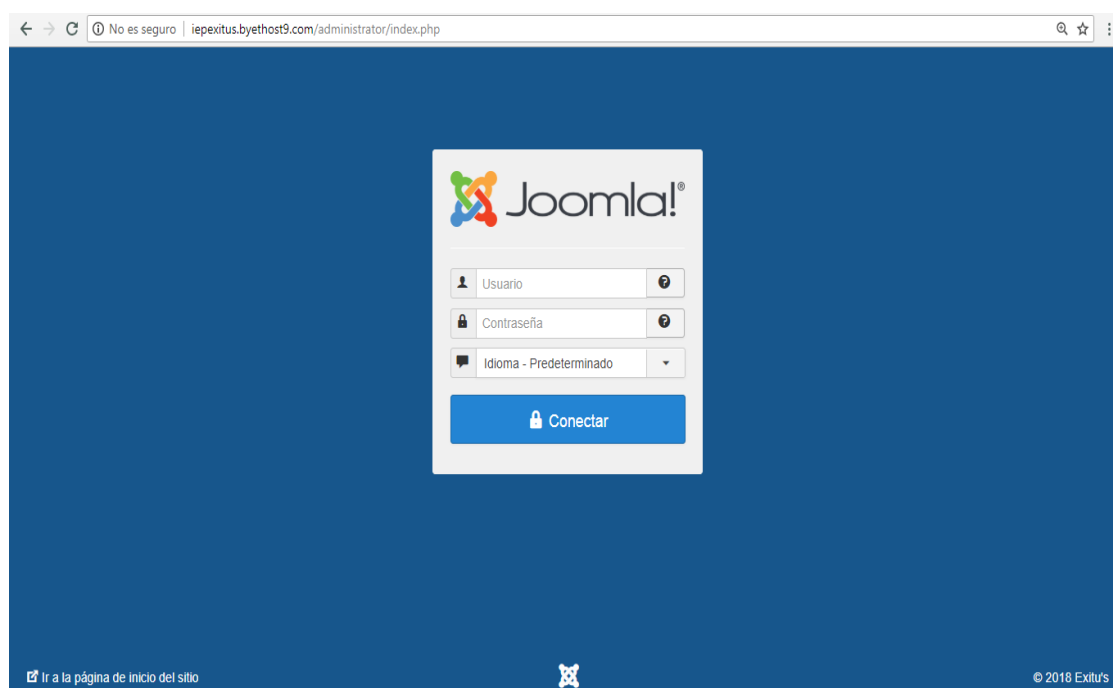 No es seguro | iepexitus.byethost9.com/administrator/index.php
Joomla!®
Usuario
Contraseña
Idioma - Predeterminado
Conectar
Ir a la página de inicio del sitio
© 2018 Exitu's